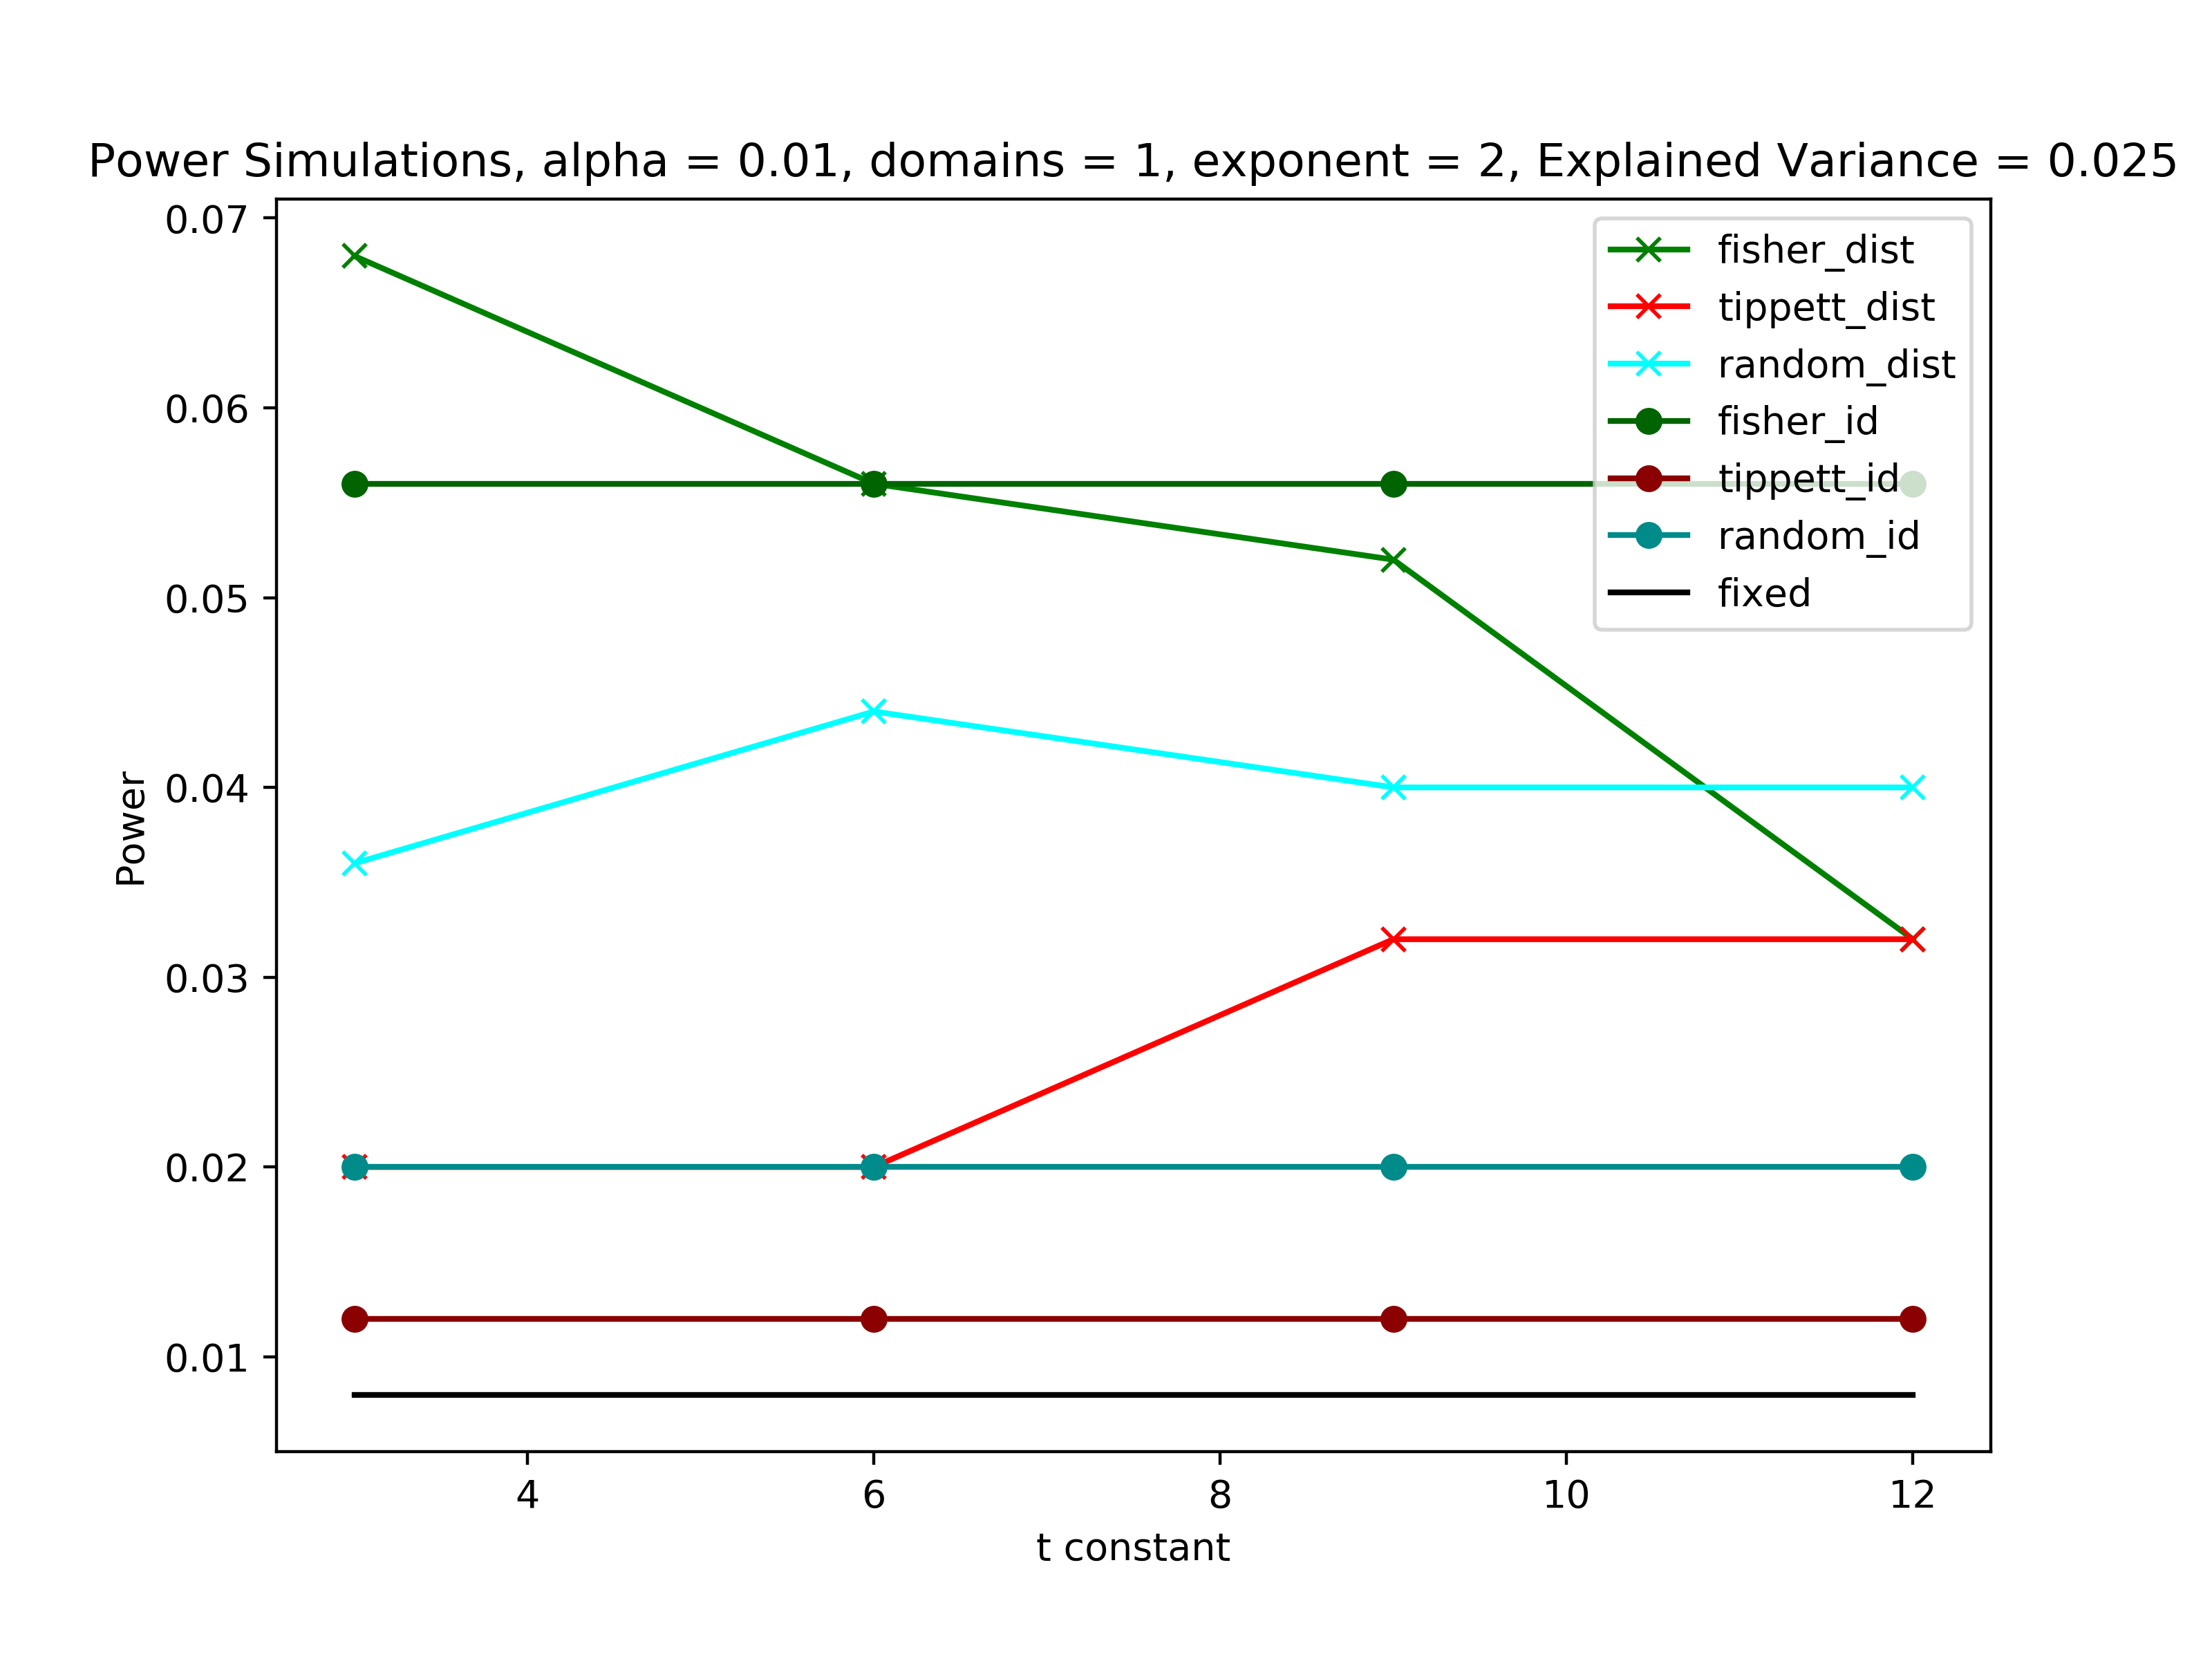 Power Simulations, alpha = 0.01, domains = 1, exponent = 2, Explained Variance = 0.025
0.07
0.06
0.05
0.04
0.03
0.02
0.01
Power
fisher_dist
tippett_dist
random_dist
fisher_id
tippett_id
random_id
fixed
4 6 8 10 12
t constant